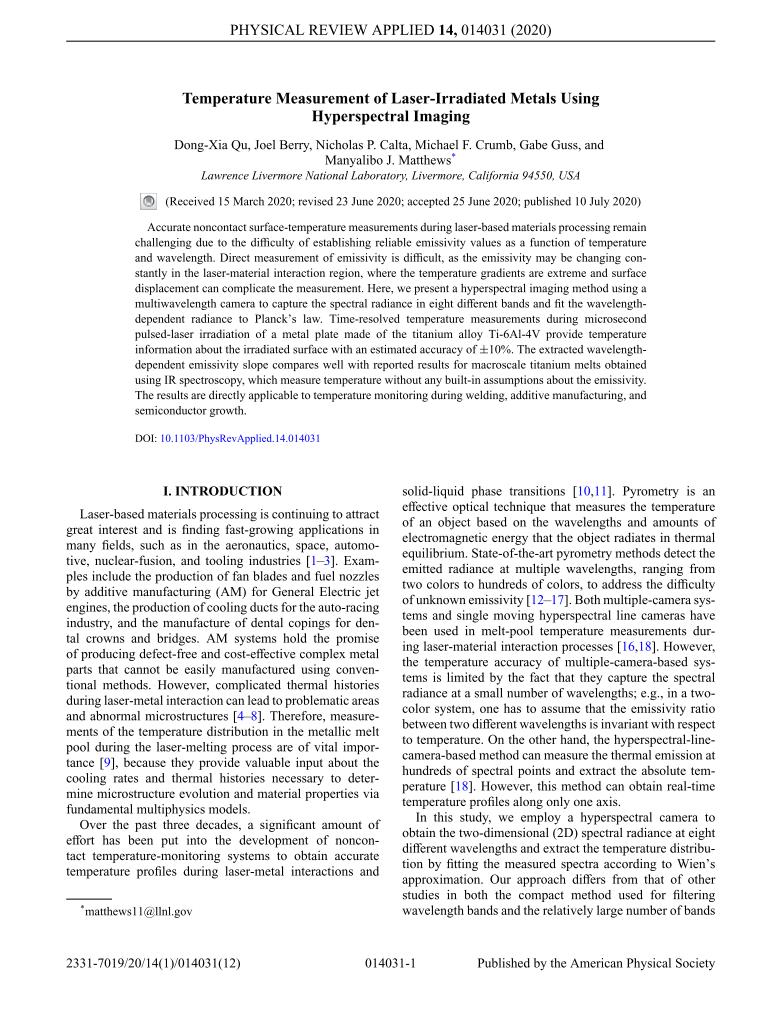 PHYSICAL REVIEW APPLIED 14, 014031 (2020)
Temperature Measurement of Laser-Irradiated Metals Using
Hyperspectral Imaging
Dong-Xia Qu, Joel Berry, Nicholas P. Calta, Michael F. Crumb, Gabe Guss, and
Manyalibo J. Matthews*
Lawrence Livermore National Laboratory, Livermore, California 94550, USA
(Received 15 March 2020; revised 23 June 2020; accepted 25 June 2020; published 10 July 2020)
Accurate noncontact surface-temperature measurements during laser-based materials processing remain
challenging due to the difficulty of establishing reliable emissivity values as a function of temperature
and wavelength. Direct measurement of emissivity is difficult, as the emissivity may be changing con-
stantly in the laser-material interaction region, where the temperature gradients are extreme and surface
displacement can complicate the measurement. Here, we present a hyperspectral imaging method using a
multiwavelength camera to capture the spectral radiance in eight different bands and fit the wavelength-
dependent radiance to Planck's law. Time-resolved temperature measurements during microsecond
pulsed-laser irradiation of a metal plate made of the titanium alloy Ti-6Al-4V provide temperature
information about the irradiated surface with an estimated accuracy of ±10%. The extracted wavelength-
dependent emissivity slope compares well with reported results for macroscale titanium melts obtained
using IR spectroscopy, which measure temperature without any built-in assumptions about the emissivity.
The results are directly applicable to temperature monitoring during welding, additive manufacturing, and
semiconductor growth.
DOI: 10.1103/PhysRevApplied.14.014031
I. INTRODUCTION
Laser-based materials processing is continuing to attract
great interest and is finding fast-growing applications in
many fields, such as in the aeronautics, space, automo-
tive, nuclear-fusion, and tooling industries [1–3]. Exam-
ples include the production of fan blades and fuel nozzles
by additive manufacturing (AM) for General Electric jet
engines, the production of cooling ducts for the auto-racing
industry, and the manufacture of dental copings for den-
tal crowns and bridges. AM systems hold the promise
of producing defect-free and cost-effective complex metal
parts that cannot be easily manufactured using conven-
tional methods. However, complicated thermal histories
during laser-metal interaction can lead to problematic areas
and abnormal microstructures [4–8]. Therefore, measure-
ments of the temperature distribution in the metallic melt
pool during the laser-melting process are of vital impor-
tance [9], because they provide valuable input about the
cooling rates and thermal histories necessary to deter-
mine microstructure evolution and material properties via
fundamental multiphysics models.
Over the past three decades, a significant amount of
effort has been put into the development of noncon-
tact temperature-monitoring systems to obtain accurate
temperature profiles during laser-metal interactions and
*matthews11@llnl.gov
solid-liquid phase transitions [10,11]. Pyrometry is an
effective optical technique that measures the temperature
of an object based on the wavelengths and amounts of
electromagnetic energy that the object radiates in thermal
equilibrium. State-of-the-art pyrometry methods detect the
emitted radiance at multiple wavelengths, ranging from
two colors to hundreds of colors, to address the difficulty
of unknown emissivity [12–17]. Both multiple-camera sys-
tems and single moving hyperspectral line cameras have
been used in melt-pool temperature measurements dur-
ing laser-material interaction processes [16,18]. However,
the temperature accuracy of multiple-camera-based sys-
tems is limited by the fact that they capture the spectral
radiance at a small number of wavelengths; e.g., in a two-
color system, one has to assume that the emissivity ratio
between two different wavelengths is invariant with respect
to temperature. On the other hand, the hyperspectral-line-
camera-based method can measure the thermal emission at
hundreds of spectral points and extract the absolute tem-
perature [18]. However, this method can obtain real-time
temperature profiles along only one axis.
In this study, we employ a hyperspectral camera to
obtain the two-dimensional (2D) spectral radiance at eight
different wavelengths and extract the temperature distribu-
tion by fitting the measured spectra according to Wien's
approximation. Our approach differs from that of other
studies in both the compact method used for filtering
wavelength bands and the relatively large number of bands
2331-7019/20/14(1)/014031(12)
014031-1
Published by the American Physical Society